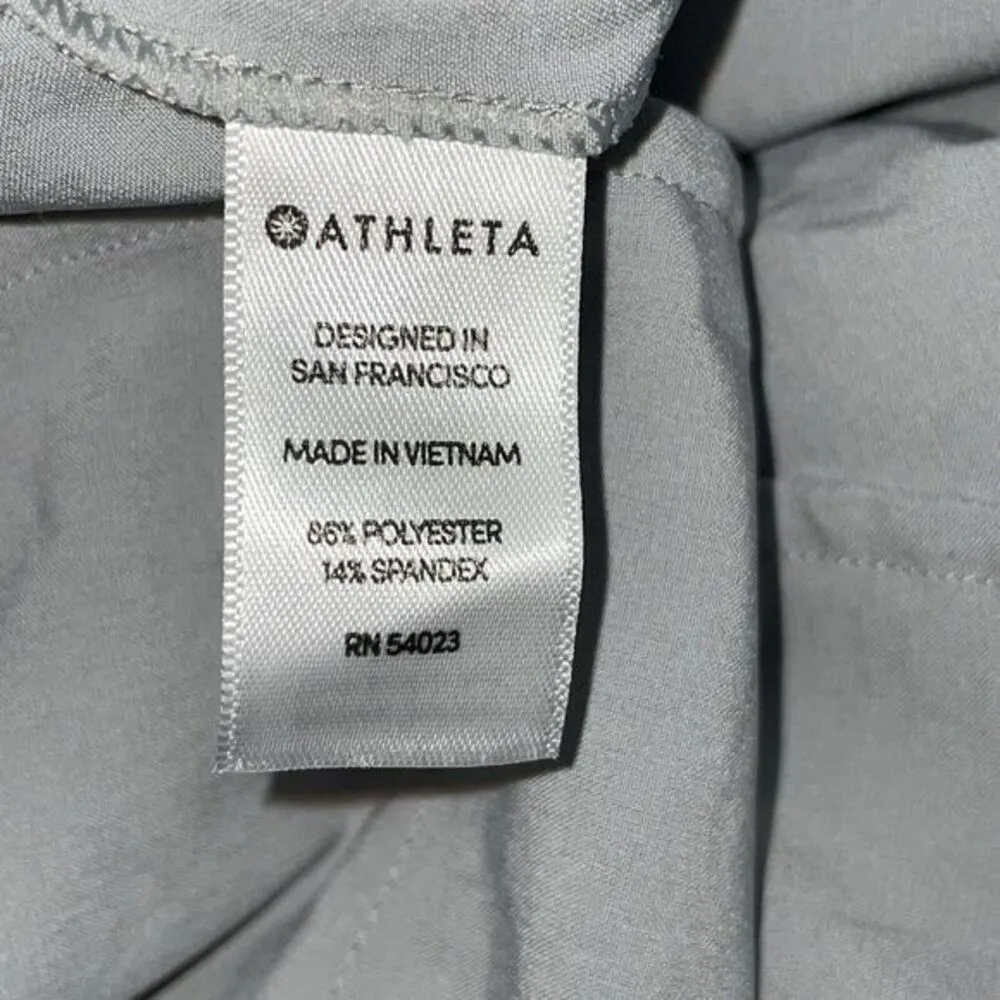 ATHLETA
DESIGNED IN
SAN FRANCISCO
MADE IN VIETNAM
86% POLYESTER
14% SPANDEX
RN 54023